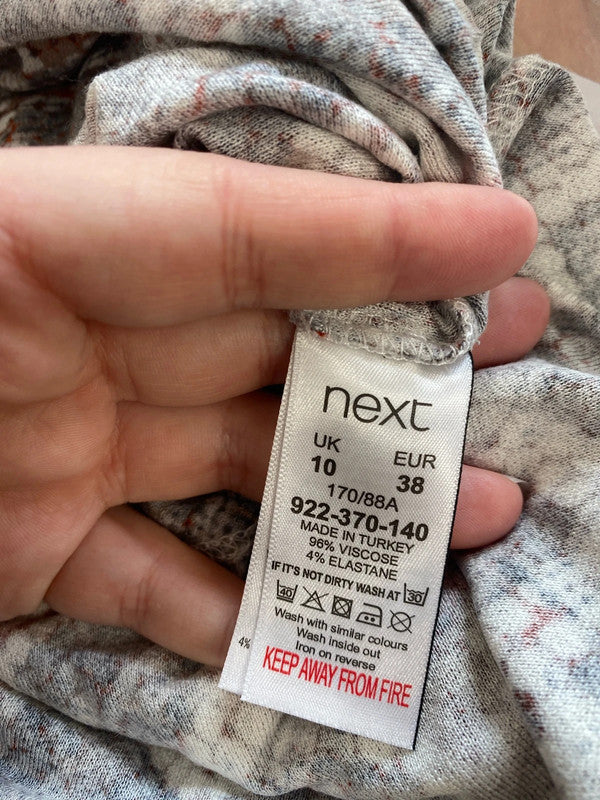 next
UK EUR
10 38
170/88A
922-370-140
MADE IN TURKEY
96% VISCOSE
4% ELASTANE
IF IT'S NOT DIRTY WASH AT 30
40
Wash with similar colours
Wash inside out
Iron on reverse
KEEP AWAY FROM FIRE
4%